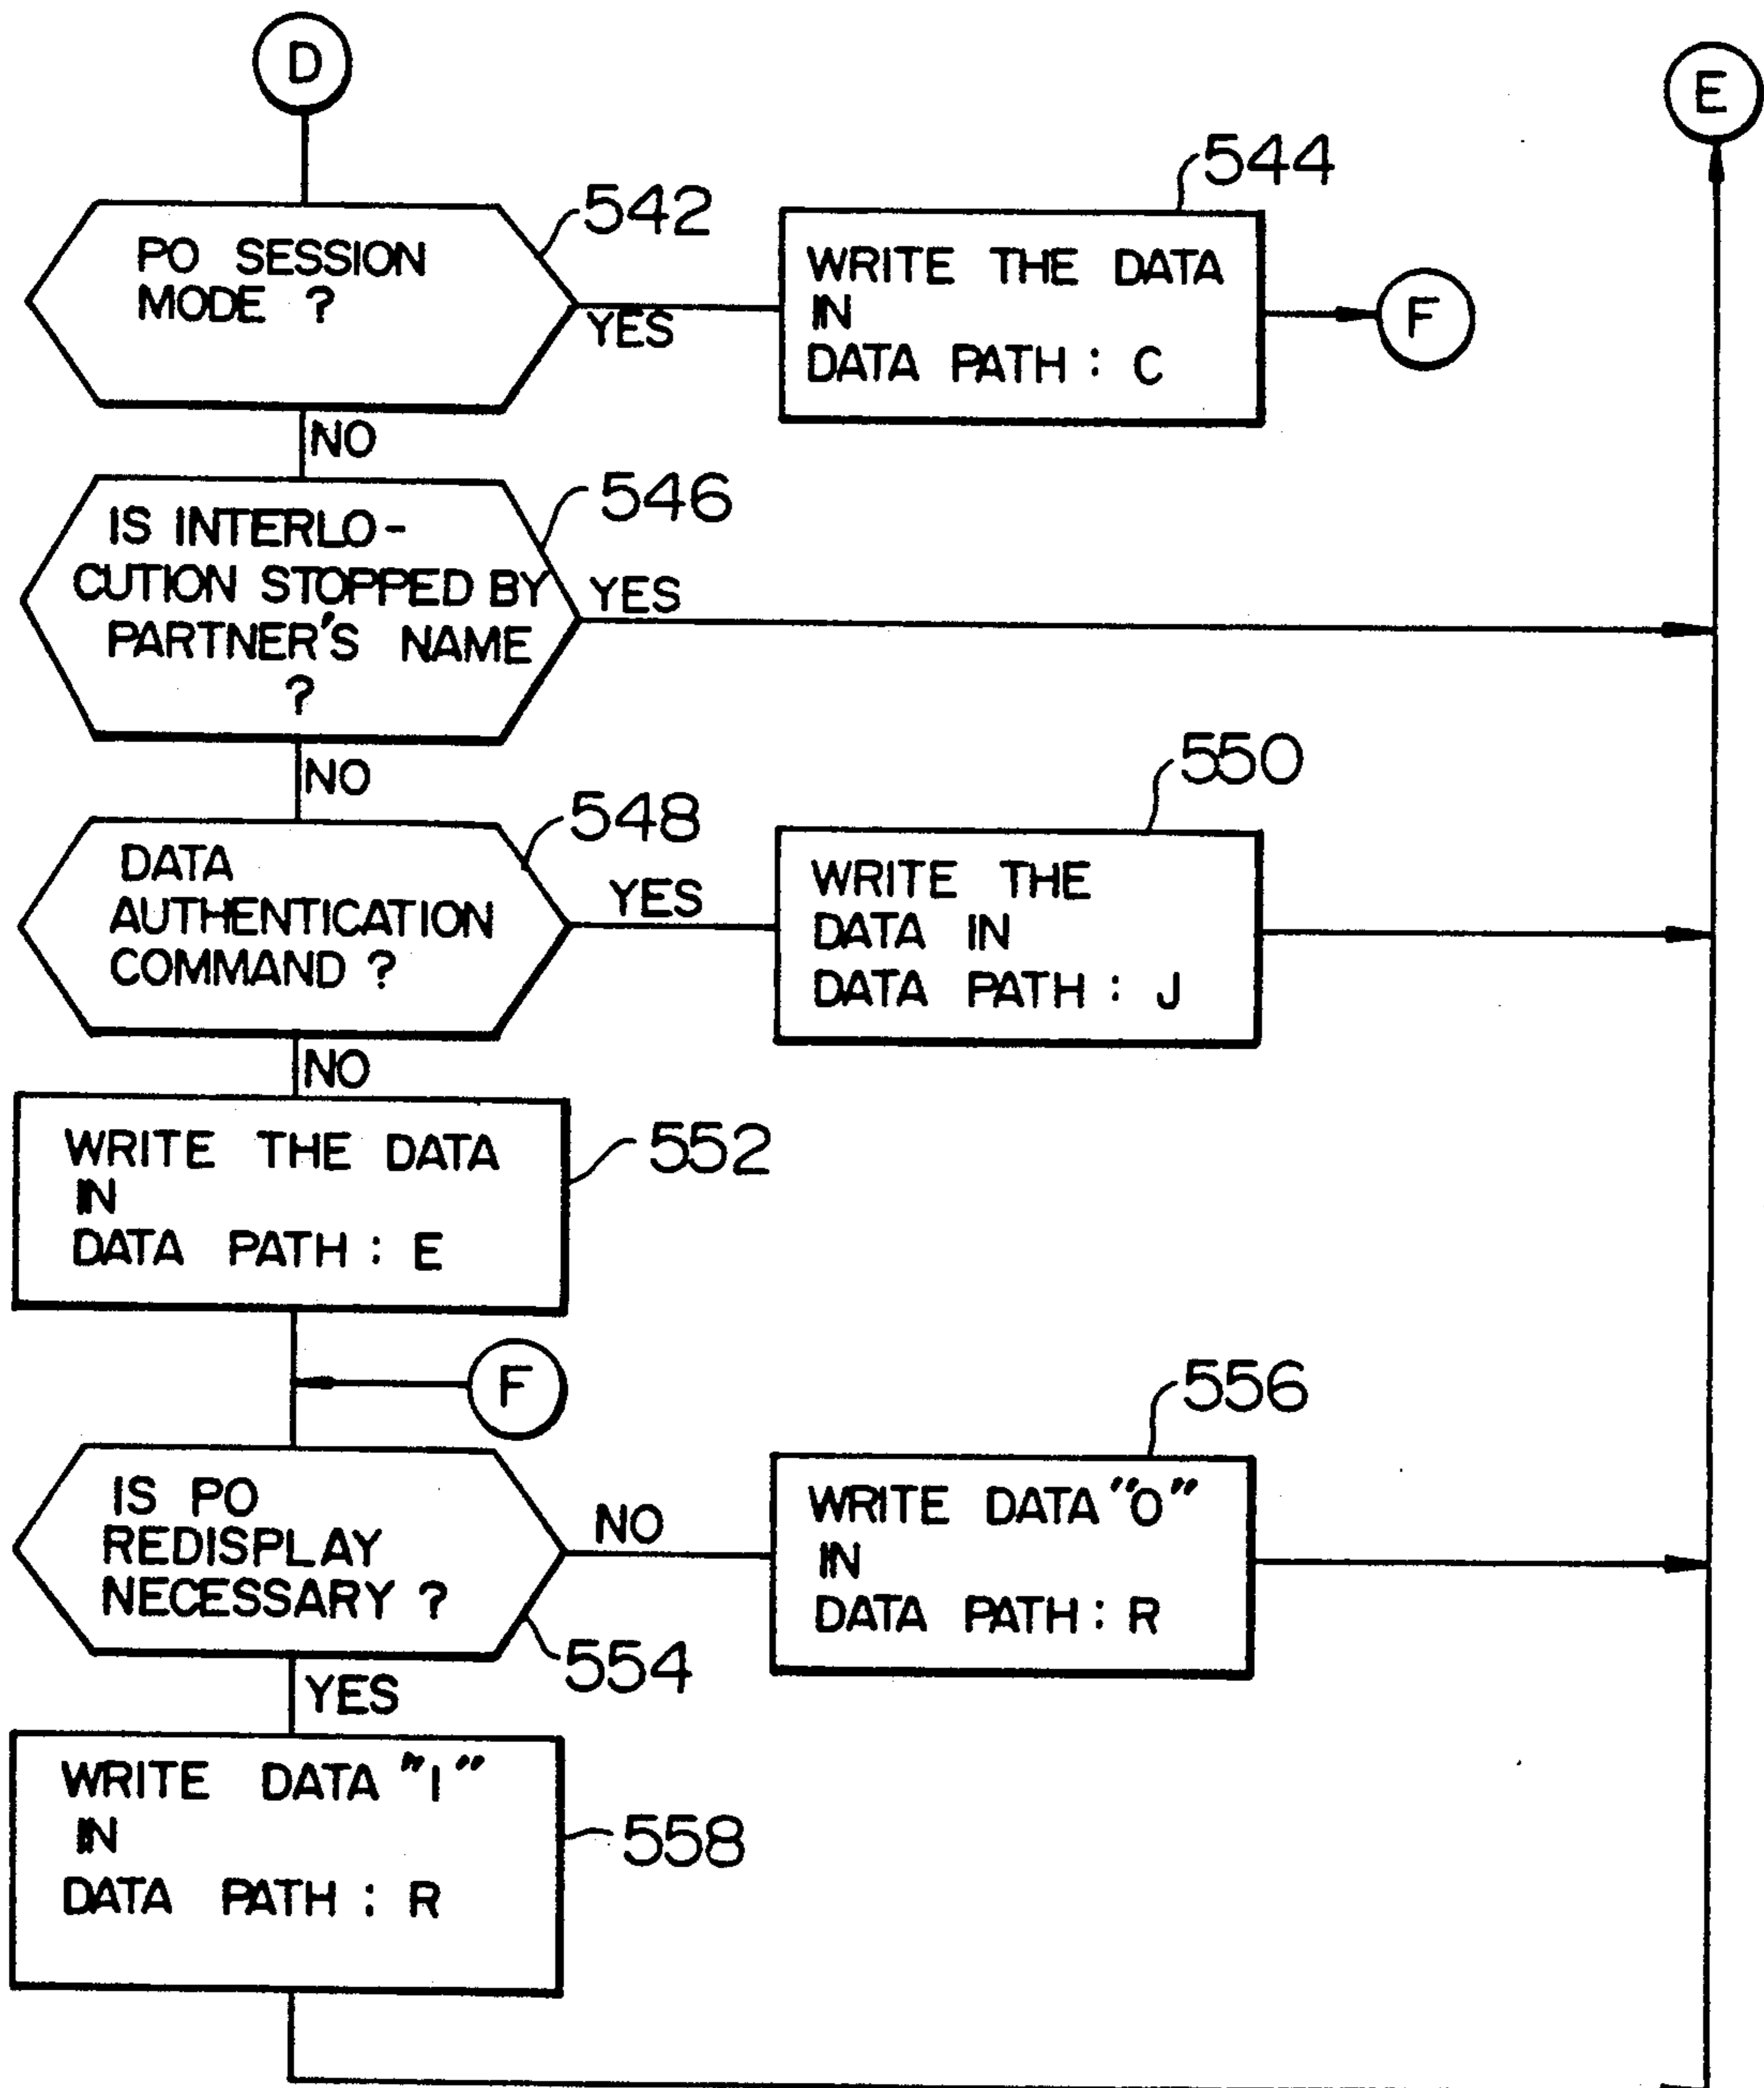 D
E
542
PO SESSION
MODE ?
YES
544
WRITE THE DATA
IN
DATA PATH : C
F
NO
546
IS INTERLO-
CUTION STOPPED BY
PARTNER'S NAME
?
YES
NO
548
DATA
AUTHENTICATION
COMMAND ?
YES
550
WRITE THE
DATA IN
DATA PATH : J
NO
552
WRITE THE DATA
IN
DATA PATH : E
F
IS PO
REDISPLAY
NECESSARY ?
554
NO
556
WRITE DATA "0"
IN
DATA PATH : R
YES
558
WRITE DATA "1"
IN
DATA PATH : R